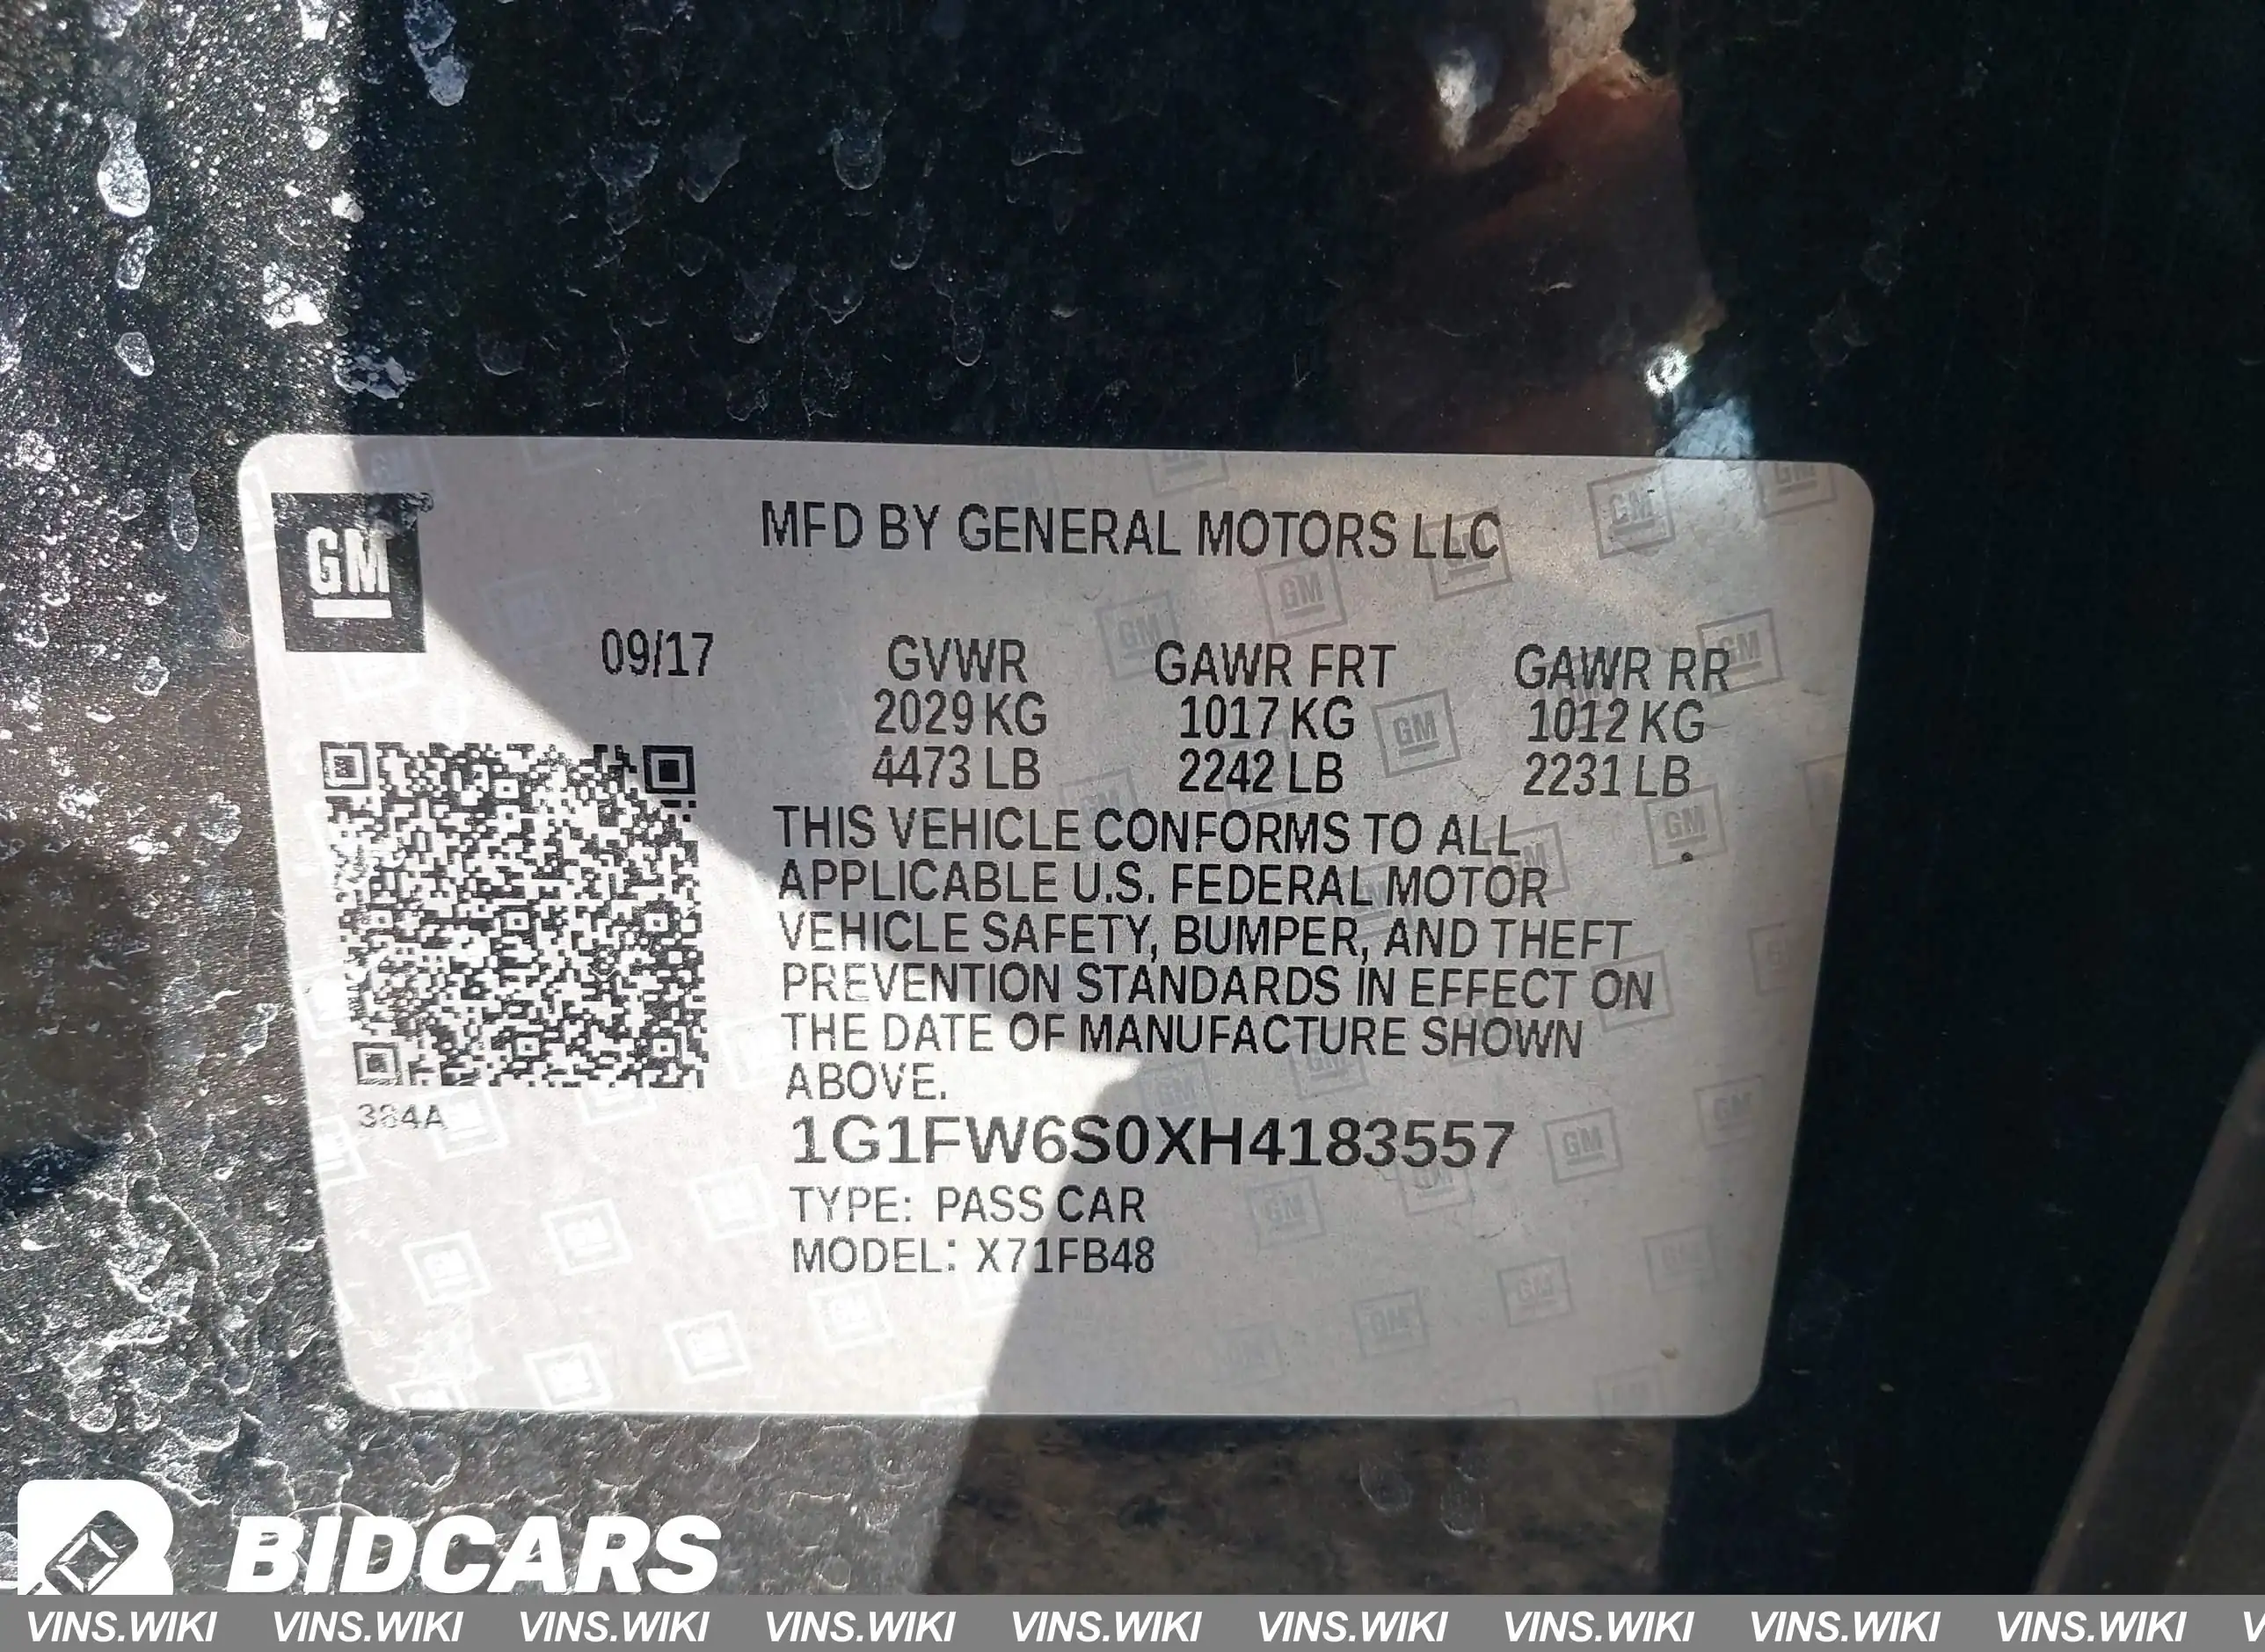 GM
MFD BY GENERAL MOTORS LLC
09/17
GVWR GAWR FRT GAWR RR
2029 KG 1017 KG 1012 KG
4473 LB 2242 LB 2231 LB
THIS VEHICLE CONFORMS TO ALL
APPLICABLE U.S. FEDERAL MOTOR
VEHICLE SAFETY, BUMPER, AND THEFT
PREVENTION STANDARDS IN EFFECT ON
THE DATE OF MANUFACTURE SHOWN
ABOVE.
384A
1G1FW6S0XH4183557
TYPE: PASS CAR
MODEL: X71FB48
BIDCARS
VINS.WIKI VINS.WIKI VINS.WIKI VINS.WIKI VINS.WIKI VINS.WIKI VINS.WIKI VINS.WIKI VINS.WIKI V